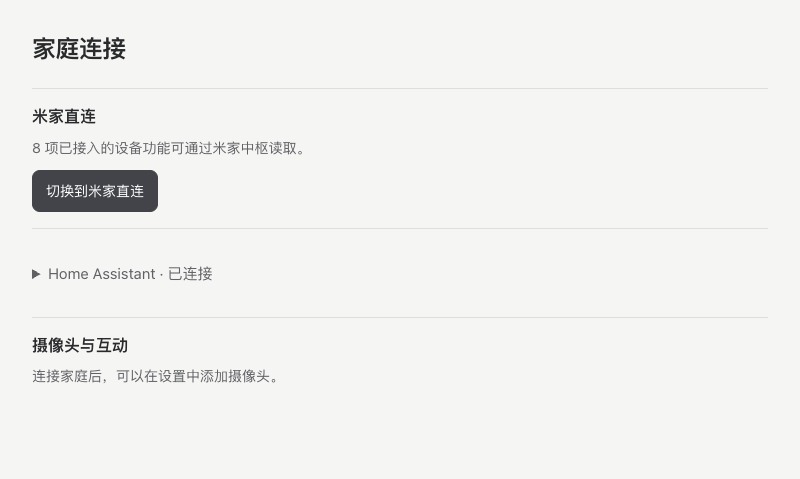 家庭连接
米家直连
8 项已接入的设备功能可通过米家中枢读取。
切换到米家直连
Home Assistant · 已连接
摄像头与互动
连接家庭后，可以在设置中添加摄像头。